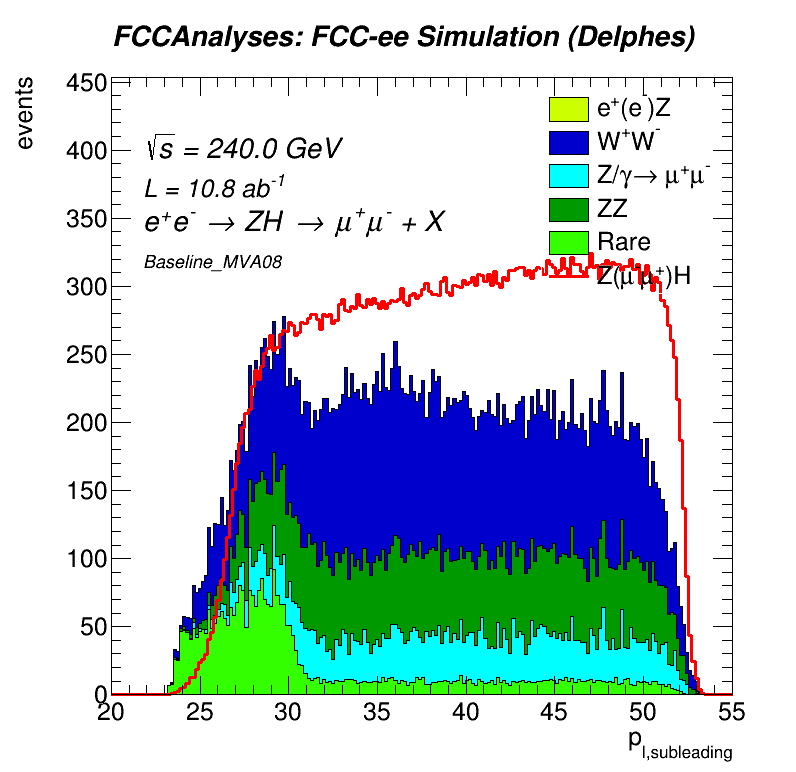 FCCAnalyses: FCC-ee Simulation (Delphes)
events
450
400
350
300
250
200
150
100
50
0
√s = 240.0 GeV
L = 10.8 ab⁻¹
e⁺e⁻ → ZH → μ⁺μ⁻ + X
Baseline_MVA08
e⁺(e⁻)Z
W⁺W⁻
Z/γ→ μ⁺μ⁻
ZZ
Rare
Z(μ⁻μ⁺)H
20 25 30 35 40 45 50 55
p_l,subleading